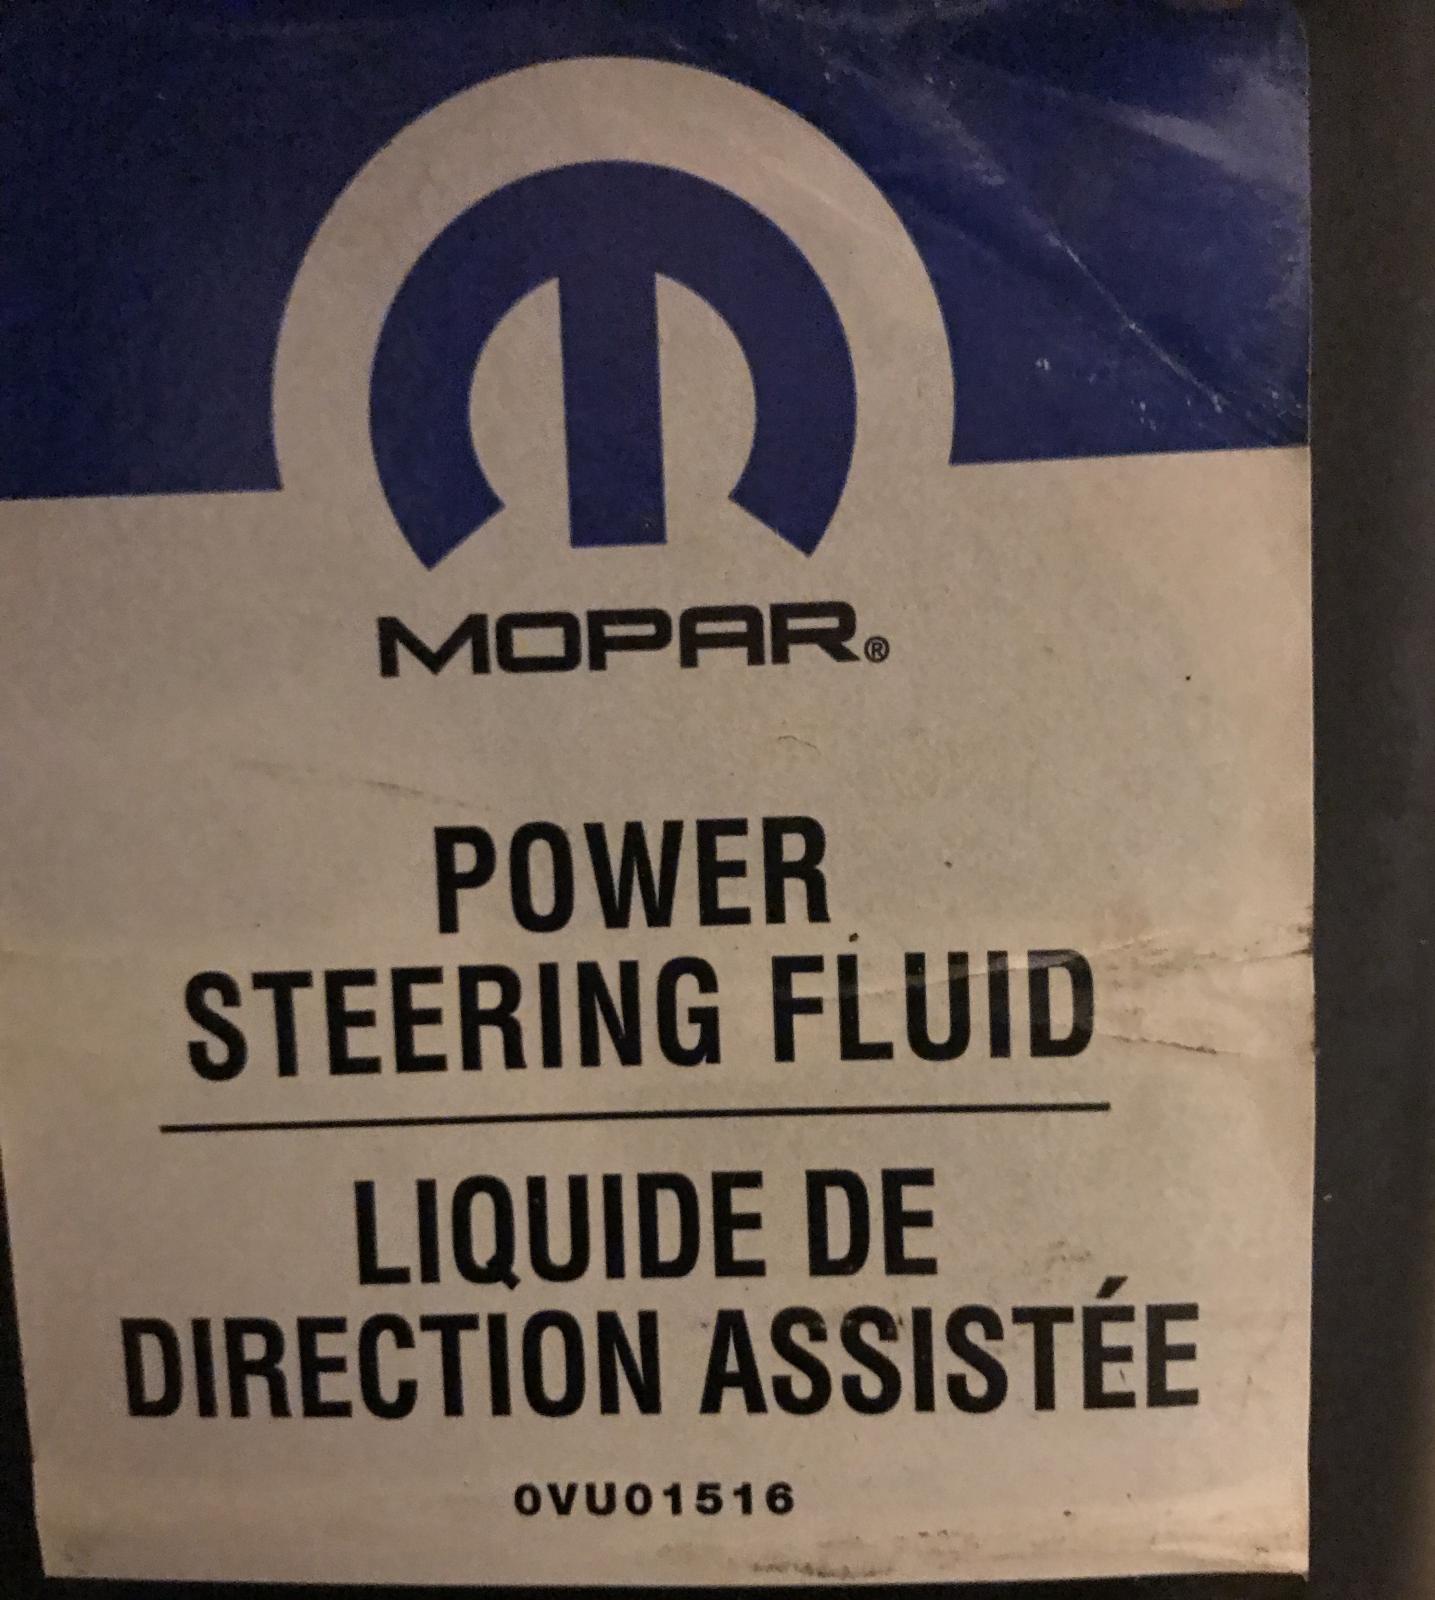 MOPAR®
POWER
STEERING FLUID
LIQUIDE DE
DIRECTION ASSISTÉE
0VU01516